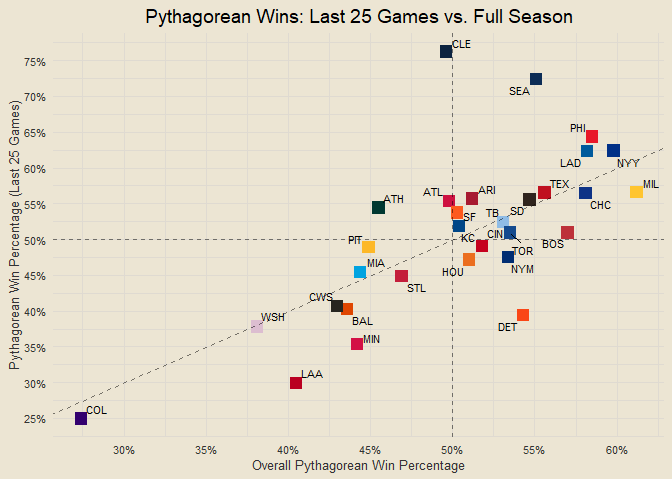 Pythagorean Wins: Last 25 Games vs. Full Season
Pythagorean Win Percentage (Last 25 Games)
75%
70%
65%
60%
55%
50%
45%
40%
35%
30%
25%
CLE
SEA
PHI
LAD
NYY
TEX
MIL
CHC
ATH
ATL
ARI
SF
TB
SD
KC
CIN
TOR
BOS
PIT
MIA
HOU
NYM
STL
CWS
WSH
BAL
DET
MIN
LAA
COL
30%
35%
40%
45%
50%
55%
60%
Overall Pythagorean Win Percentage